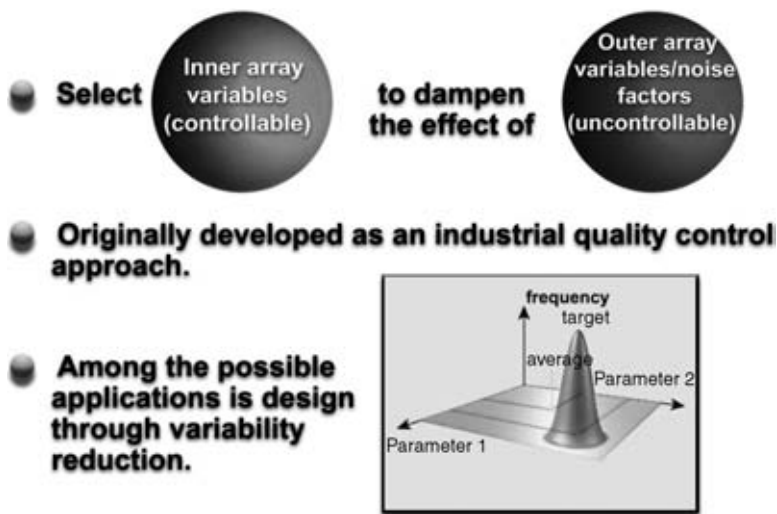 Select
Inner array
variables
(controllable)
to dampen
the effect of
Outer array
variables/noise
factors
(uncontrollable)
Originally developed as an industrial quality control
approach.
Among the possible
applications is design
through variability
reduction.
frequency
target
average
Parameter 2
Parameter 1